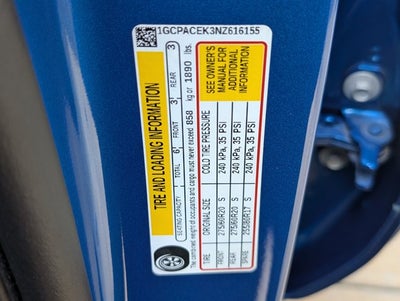 1GCPACEK3NZ616155
TIRE AND LOADING INFORMATION
SEATING CAPACITY | TOTAL 6 | FRONT 3 | REAR 3
The combined weight of occupants and cargo must never exceed 858 kg or 1890 lbs.
TIRE ORIGINAL SIZE COLD TIRE PRESSURE
FRONT 275/60R20 S 240 kPa, 35 PSI
REAR 275/60R20 S 240 kPa, 35 PSI
SPARE 255/80R17 S 240 kPa, 35 PSI
SEE OWNER'S
MANUAL FOR
ADDITIONAL
INFORMATION